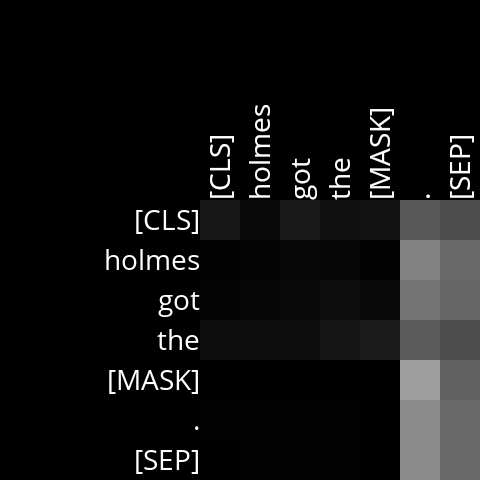 [CLS] holmes got the [MASK] . [SEP]
[CLS]
holmes
got
the
[MASK]
.
[SEP]